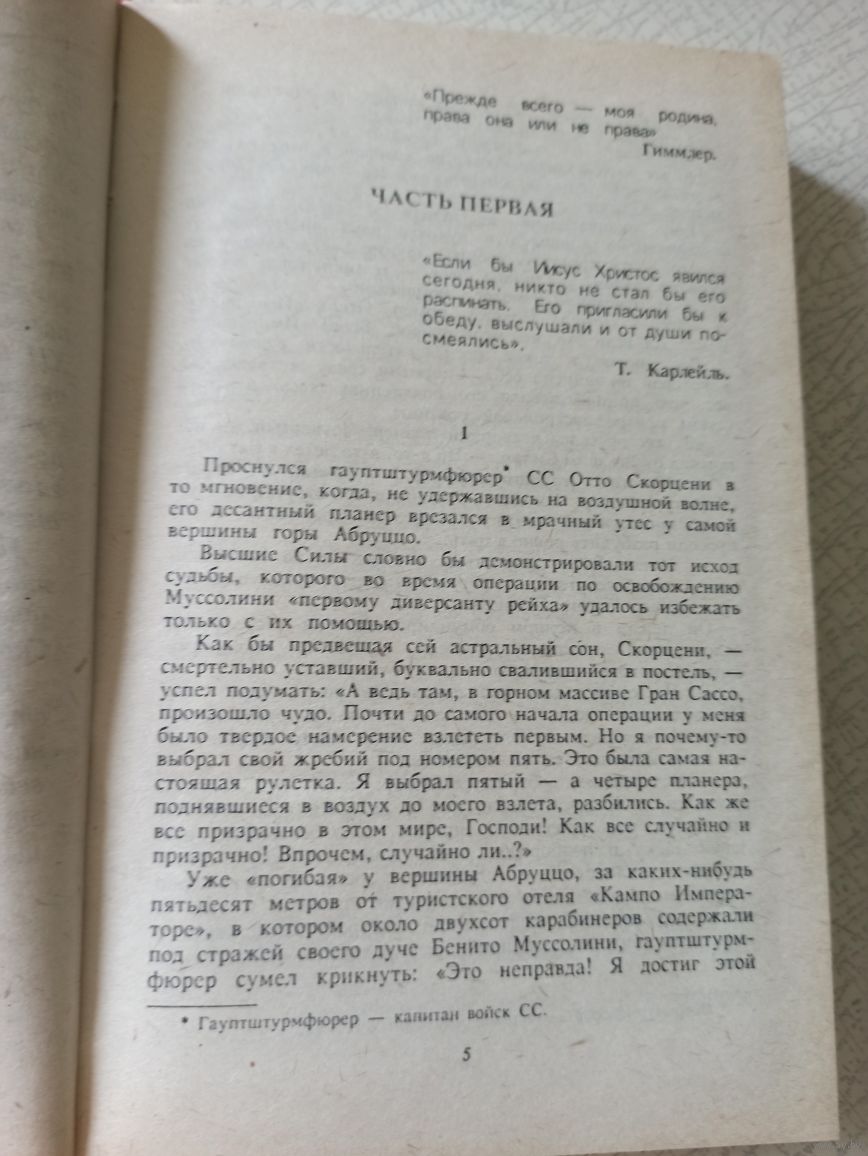 «Прежде всего — моя родина,
права она или не права»
Гиммлер.
ЧАСТЬ ПЕРВАЯ
«Если бы Иисус Христос явился
сегодня, никто не стал бы его
распинать. Его пригласили бы к
обеду, выслушали и от души по-
смеялись».
Т. Карлейль.
1
Проснулся гауптштурмфюрер* СС Отто Скорцени в
то мгновение, когда, не удержавшись на воздушной волне,
его десантный планер врезался в мрачный утес у самой
вершины горы Абруццо.
Высшие Силы словно бы демонстрировали тот исход
судьбы, которого во время операции по освобождению
Муссолини «первому диверсанту рейха» удалось избежать
только с их помощью.
Как бы предвещая сей астральный сон, Скорцени, —
смертельно уставший, буквально свалившийся в постель, —
успел подумать: «А ведь там, в горном массиве Гран Сассо,
произошло чудо. Почти до самого начала операции у меня
было твердое намерение взлететь первым. Но я почему-то
выбрал свой жребий под номером пять. Это была самая на-
стоящая рулетка. Я выбрал пятый — а четыре планера,
поднявшиеся в воздух до моего взлета, разбились. Как же
все призрачно в этом мире, Господи! Как все случайно и
призрачно! Впрочем, случайно ли..?»
Уже «погибая» у вершины Абруццо, за каких-нибудь
пятьдесят метров от туристского отеля «Кампо Импера-
торе», в котором около двухсот карабинеров содержали
под стражей своего дуче Бенито Муссолини, гауптштурм-
фюрер сумел крикнуть: «Это неправда! Я достиг этой
* Гауптштурмфюрер — капитан войск СС.
5